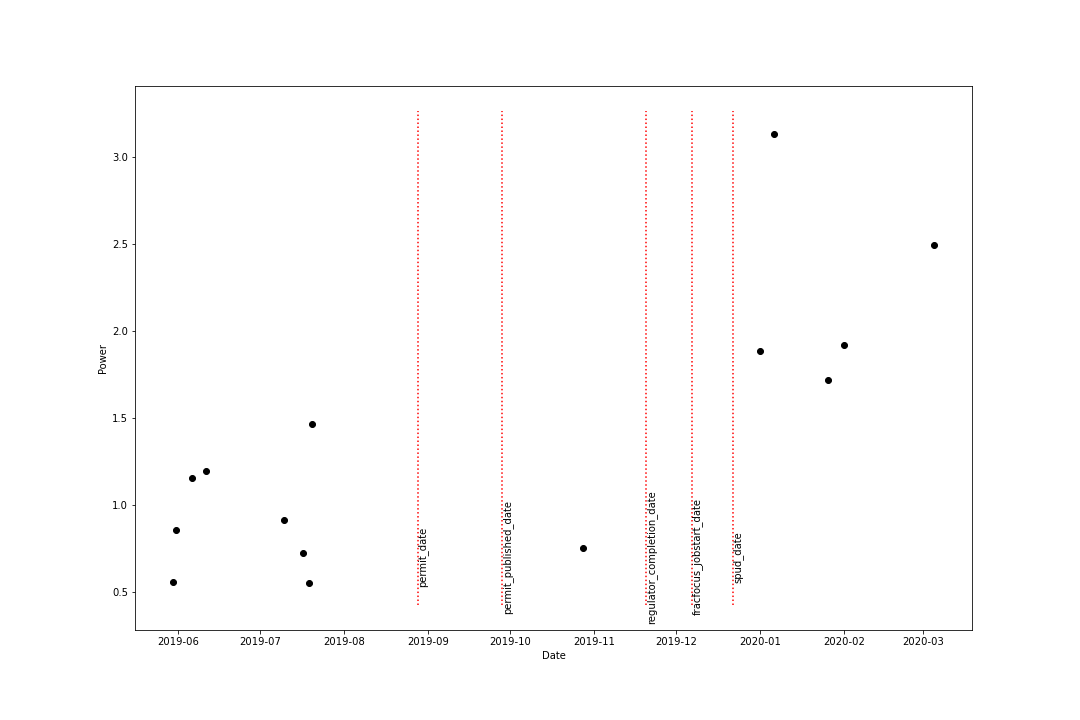 3.0
2.5
2.0
1.5
1.0
0.5
Power
permit_date
permit_published_date
regulator_completion_date
fracfocus_jobstart_date
spud_date
2019-06 2019-07 2019-08 2019-09 2019-10 2019-11 2019-12 2020-01 2020-02 2020-03
Date